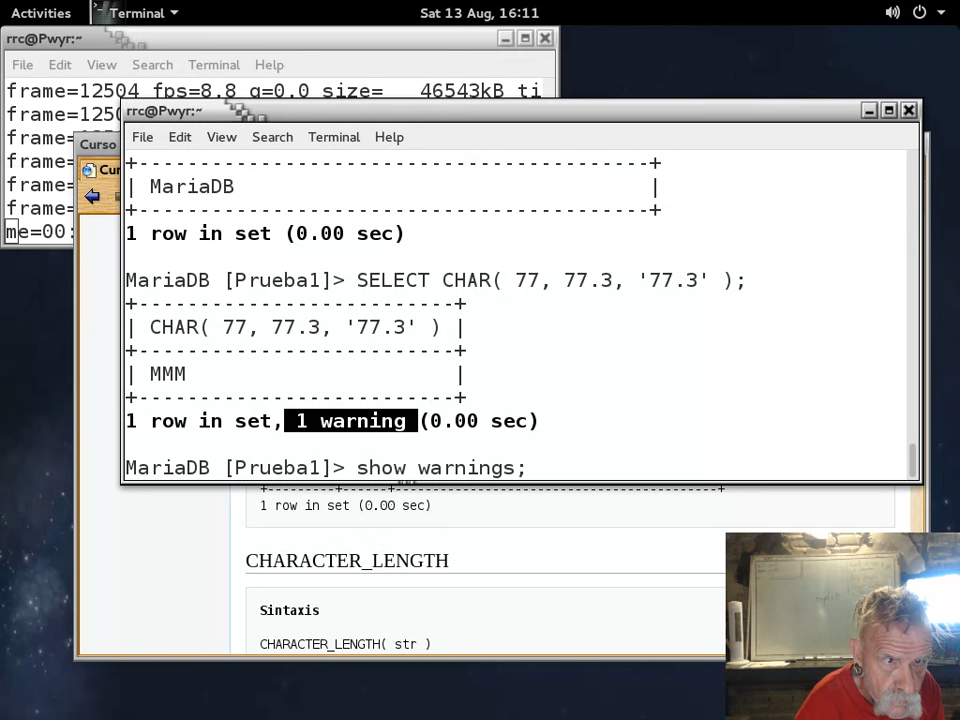 Activities Terminal Sat 13 Aug, 16:11
rrc@Pwyr:~
File Edit View Search Terminal Help
frame=12504 fps=8.8 q=0.0 size= 46543kB ti
frame=
frame=
frame=
frame=
me=00:
Curso
rrc@Pwyr:~
File Edit View Search Terminal Help
+------------------------------------------+
| MariaDB |
+------------------------------------------+
1 row in set (0.00 sec)
MariaDB [Prueba1]> SELECT CHAR( 77, 77.3, '77.3' );
+--------------------------+
| CHAR( 77, 77.3, '77.3' ) |
+--------------------------+
| MMM |
+--------------------------+
1 row in set, 1 warning (0.00 sec)
MariaDB [Prueba1]> show warnings;
+---------+------+------------------------------------------+
1 row in set (0.00 sec)
CHARACTER_LENGTH
Sintaxis
CHARACTER_LENGTH( str )